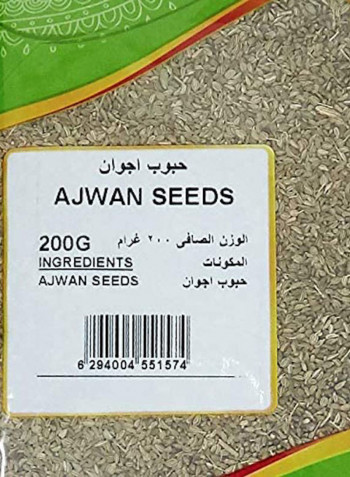 حبوب اجوان
AJWAN SEEDS
200G الوزن الصافى ٢٠٠ غرام
INGREDIENTS المكونات
AJWAN SEEDS حبوب اجوان
6 294004 551574